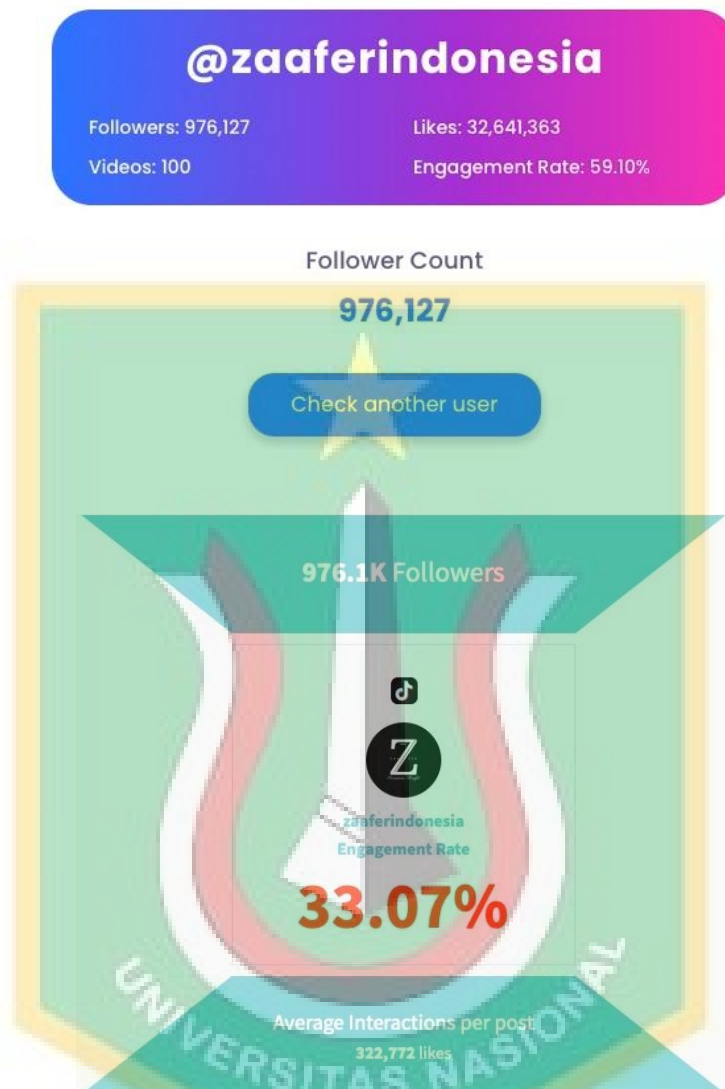 @zaaferindonesia
Followers: 976,127
Likes: 32,641,363
Videos: 100
Engagement Rate: 59.10%
Follower Count
976,127
Check another user
976.1K Followers
Z
zaaferindonesia
Engagement Rate
33.07%
Average Interactions per post
322,772 likes
UNIVERSITAS NASIONAL